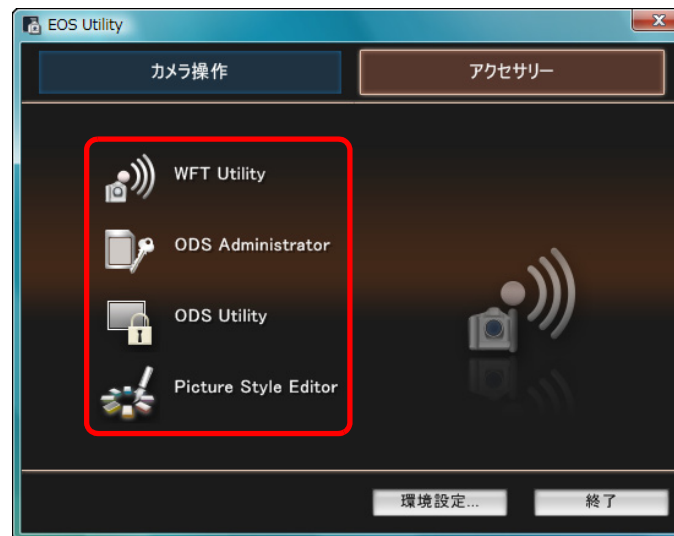 EOS Utility
カメラ操作
アクセサリー
WFT Utility
ODS Administrator
ODS Utility
Picture Style Editor
環境設定...
終了